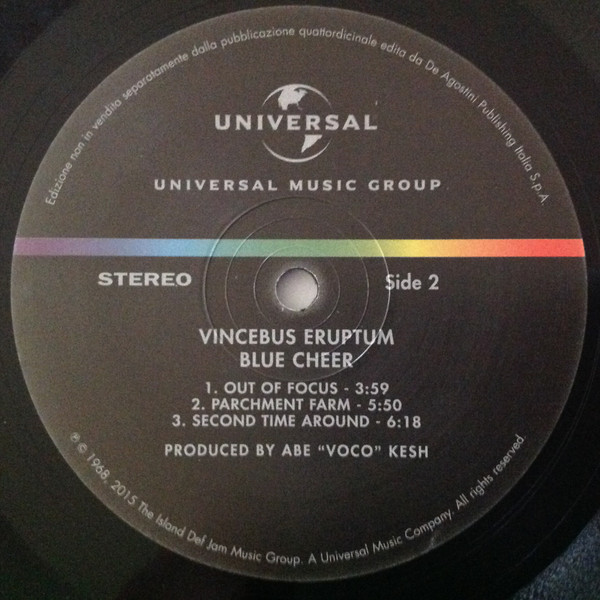 Edizione non in vendita separatamente dalla pubblicazione quattordicinale edita da De Agostini Publishing Italia S.p.A.
UNIVERSAL
UNIVERSAL MUSIC GROUP
STEREO
Side 2
VINCEBUS ERUPTUM
BLUE CHEER
1. OUT OF FOCUS - 3:59
2. PARCHMENT FARM - 5:50
3. SECOND TIME AROUND - 6:18
PRODUCED BY ABE "VOCO" KESH
℗ © 1968, 2015 The Island Def Jam Music Group. A Universal Music Company. All rights reserved.